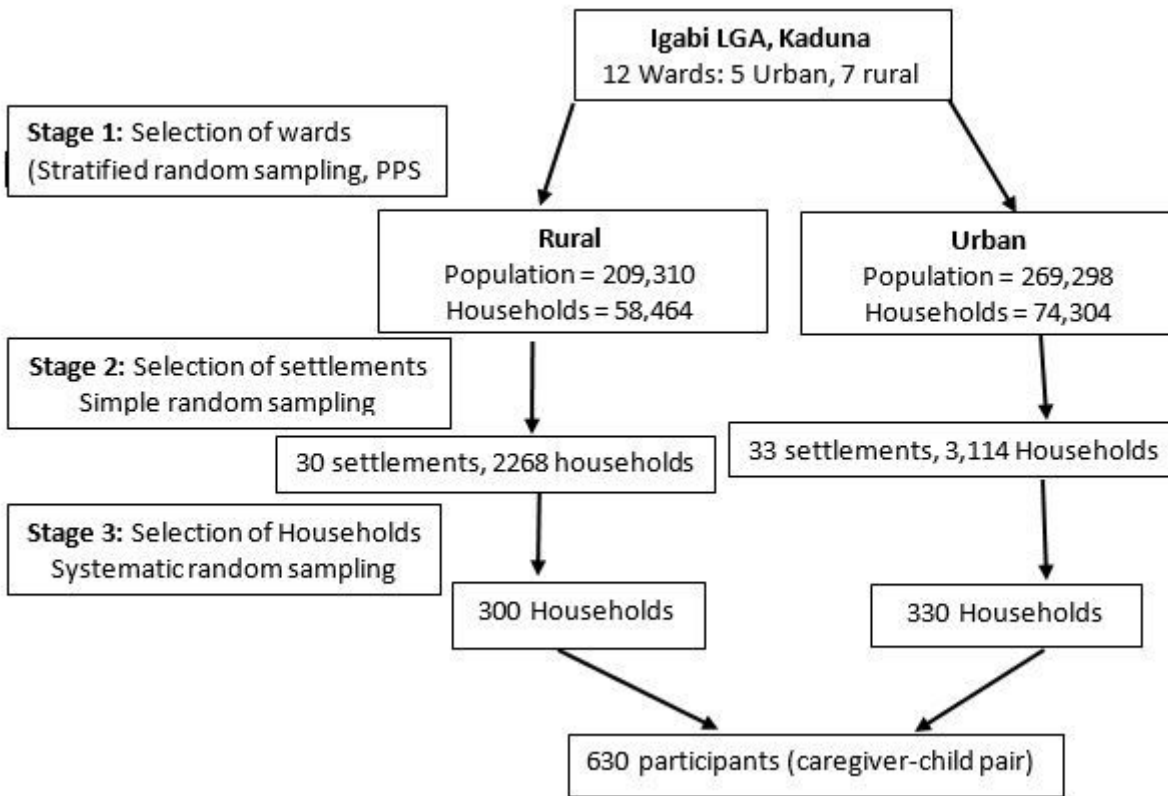 Igabi LGA, Kaduna
12 Wards: 5 Urban, 7 rural
Stage 1: Selection of wards
(Stratified random sampling, PPS
Rural
Population = 209,310
Households = 58,464
Urban
Population = 269,298
Households = 74,304
Stage 2: Selection of settlements
Simple random sampling
30 settlements, 2268 households
33 settlements, 3,114 Households
Stage 3: Selection of Households
Systematic random sampling
300 Households
330 Households
630 participants (caregiver-child pair)